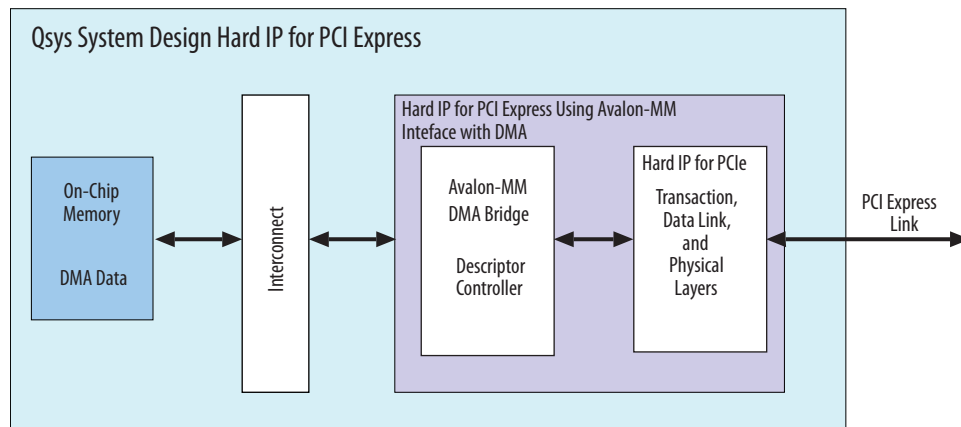 Qsys System Design Hard IP for PCI Express
Hard IP for PCI Express Using Avalon-MM
Inteface with DMA
On-Chip
Memory
DMA Data
Interconnect
Avalon-MM
DMA Bridge
Descriptor
Controller
Hard IP for PCIe
Transaction,
Data Link,
and
Physical
Layers
PCI Express
Link